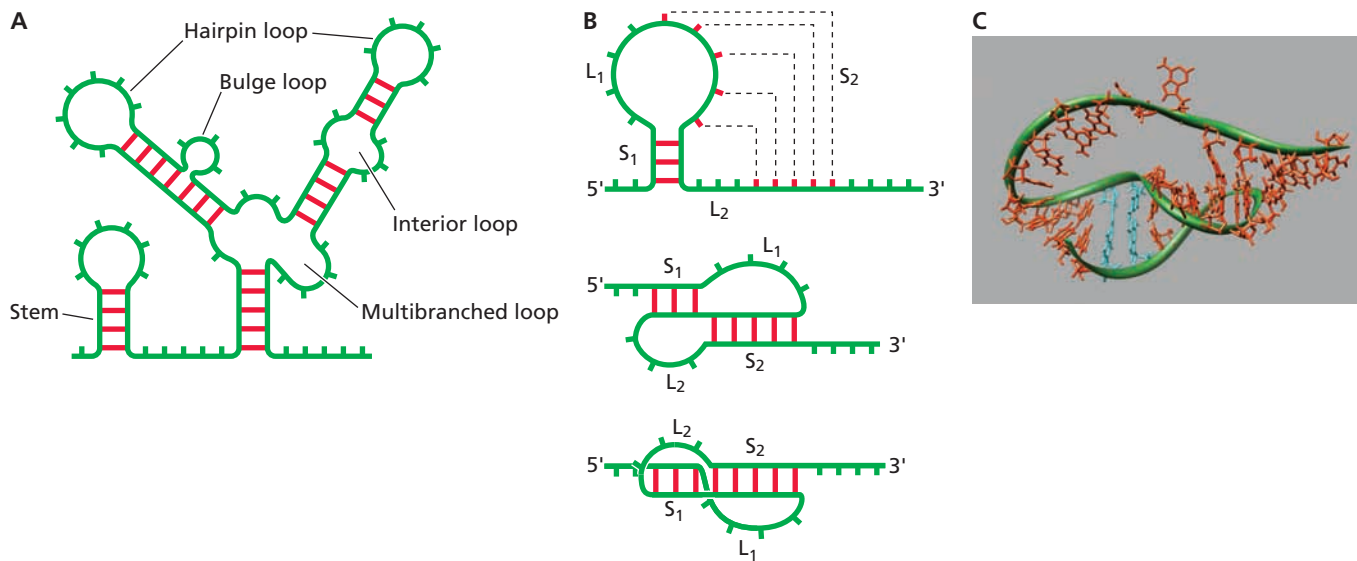 A
Hairpin loop
Bulge loop
Interior loop
Multibranched loop
Stem
B
L1
S2
S1
5'
3'
L2
S1
L1
5'
3'
S2
L2
L2
S2
5'
3'
S1
L1
C